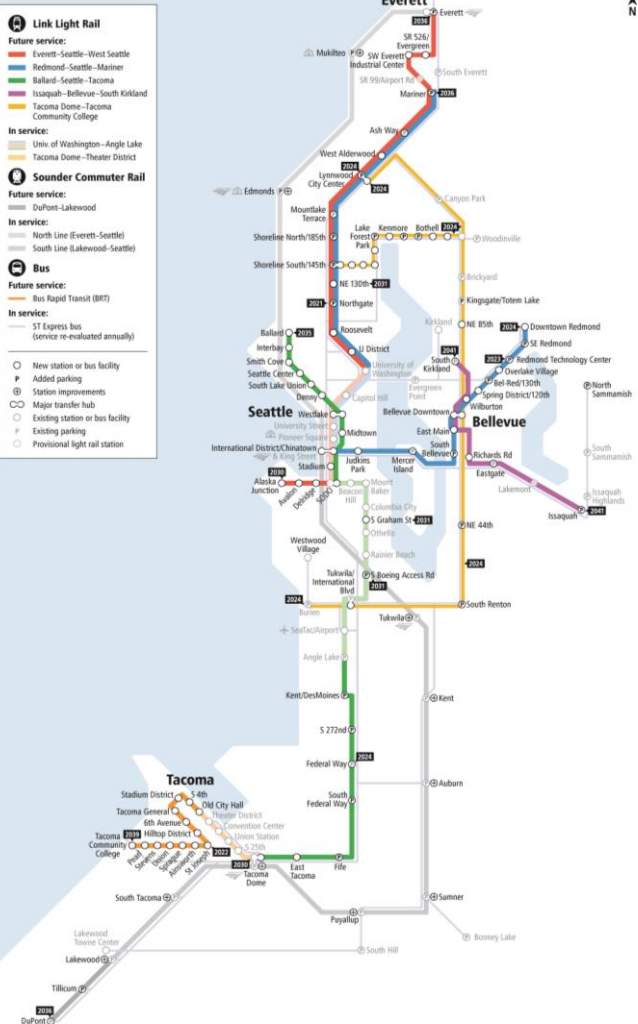 Link Light Rail
Future service:
Everett–Seattle–West Seattle
Redmond–Seattle–Mariner
Ballard–Seattle–Tacoma
Issaquah–Bellevue–South Kirkland
Tacoma Dome–Tacoma
Community College
In service:
Univ. of Washington–Angle Lake
Tacoma Dome–Theater District
Sounder Commuter Rail
Future service:
DuPont–Lakewood
In service:
North Line (Everett–Seattle)
South Line (Lakewood–Seattle)
Bus
Future service:
Bus Rapid Transit (BRT)
In service:
ST Express bus
(service re-evaluated annually)
New station or bus facility
P Added parking
Station improvements
Major transfer hub
Existing station or bus facility
P Existing parking
Provisional light rail station
N
Everett
Everett
2036
SR 526/
Evergreen
Mukilteo
SW Everett
Industrial Center
South Everett
SR 99/Airport Rd
Mariner
2036
Ash Way
West Alderwood
2024
Lynnwood
City Center
2024
Edmonds
Canyon Park
Mountlake
Terrace
Lake
Forest
Park
Kenmore
Bothell
2024
Shoreline North/185th
Woodinville
Shoreline South/145th
Brickyard
NE 130th
2031
2021
Northgate
Kingsgate/Totem Lake
Ballard
2035
Roosevelt
Kirkland
NE 85th
2024
Downtown Redmond
Interbay
U District
SE Redmond
Smith Cove
2041
South
Kirkland
2023
Redmond Technology Center
Seattle Center
University of
Washington
Overlake Village
South Lake Union
Evergreen
Point
Bel-Red/130th
North
Sammamish
Denny
Capitol Hill
Spring District/120th
Seattle
Westlake
Wilburton
Bellevue Downtown
University Street
Bellevue
Pioneer Square
Midtown
East Main
International District/Chinatown
& King Street
South
Bellevue
Richards Rd
South
Sammamish
Stadium
Judkins
Park
Mercer
Island
Eastgate
2030
Alaska
Junction
Avalon
Delridge
SODO
Beacon
Hill
Mount
Baker
Lakemont
Issaquah
Highlands
Columbia City
Issaquah
2041
S Graham St
2031
NE 44th
Othello
Westwood
Village
Rainier Beach
2024
Tukwila/
International
Blvd
S Boeing Access Rd
2031
2024
Burien
South Renton
Tukwila
SeaTac/Airport
Angle Lake
Kent/DesMoines
Kent
S 272nd
2024
Federal Way
Tacoma
Auburn
Stadium District
S 4th
South
Federal Way
Old City Hall
Tacoma General
Theater District
6th Avenue
Convention Center
2039
Hilltop District
Union Station
Tacoma
Community
College
S 25th
2022
Pearl
Stevens
Union
Sprague
Ainsworth
St Joseph
2030
Tacoma
Dome
East
Tacoma
Fife
South Tacoma
Sumner
Puyallup
Lakewood
Towne Center
Bonney Lake
South Hill
Lakewood
Tillicum
2036
DuPont